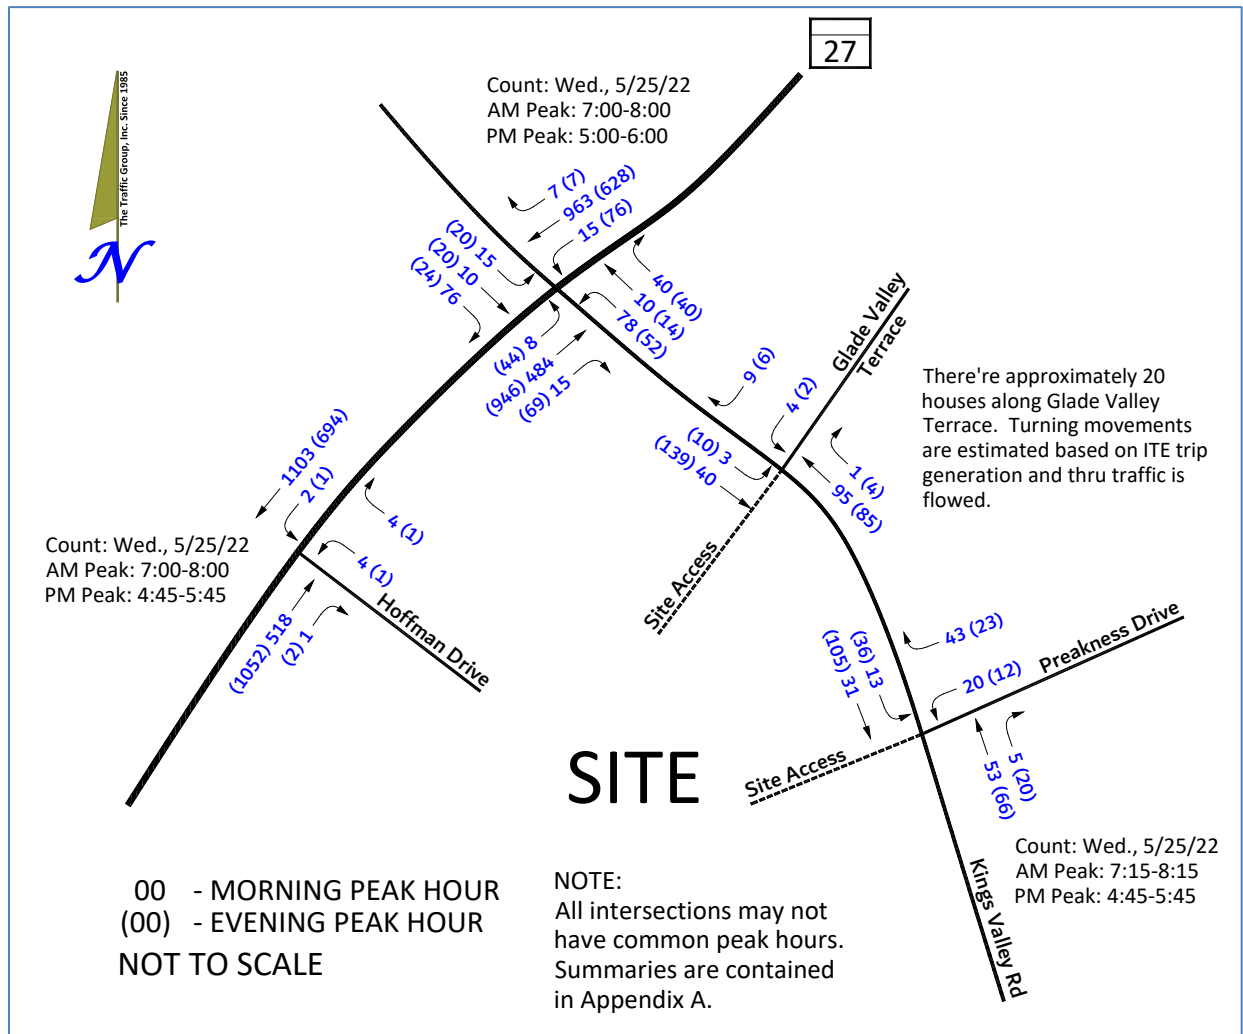 27
Count: Wed., 5/25/22
AM Peak: 7:00-8:00
PM Peak: 5:00-6:00
The Traffic Group, Inc. Since 1985
N
7 (7)
963 (628)
15 (76)
(20) 15
(20) 10
(24) 76
40 (40)
10 (14)
78 (52)
(44) 8
(946) 484
(69) 15
Glade Valley
Terrace
9 (6)
4 (2)
(10) 3
(139) 40
1 (4)
95 (85)
There're approximately 20
houses along Glade Valley
Terrace. Turning movements
are estimated based on ITE trip
generation and thru traffic is
flowed.
1103 (694)
2 (1)
4 (1)
4 (1)
(1052) 518
(2) 1
Hoffman Drive
Count: Wed., 5/25/22
AM Peak: 7:00-8:00
PM Peak: 4:45-5:45
Site Access
(36) 13
(105) 31
43 (23)
20 (12)
Preakness Drive
Site Access
53 (66)
5 (20)
SITE
Count: Wed., 5/25/22
AM Peak: 7:15-8:15
PM Peak: 4:45-5:45
Kings Valley Rd
00 - MORNING PEAK HOUR
(00) - EVENING PEAK HOUR
NOT TO SCALE
NOTE:
All intersections may not
have common peak hours.
Summaries are contained
in Appendix A.